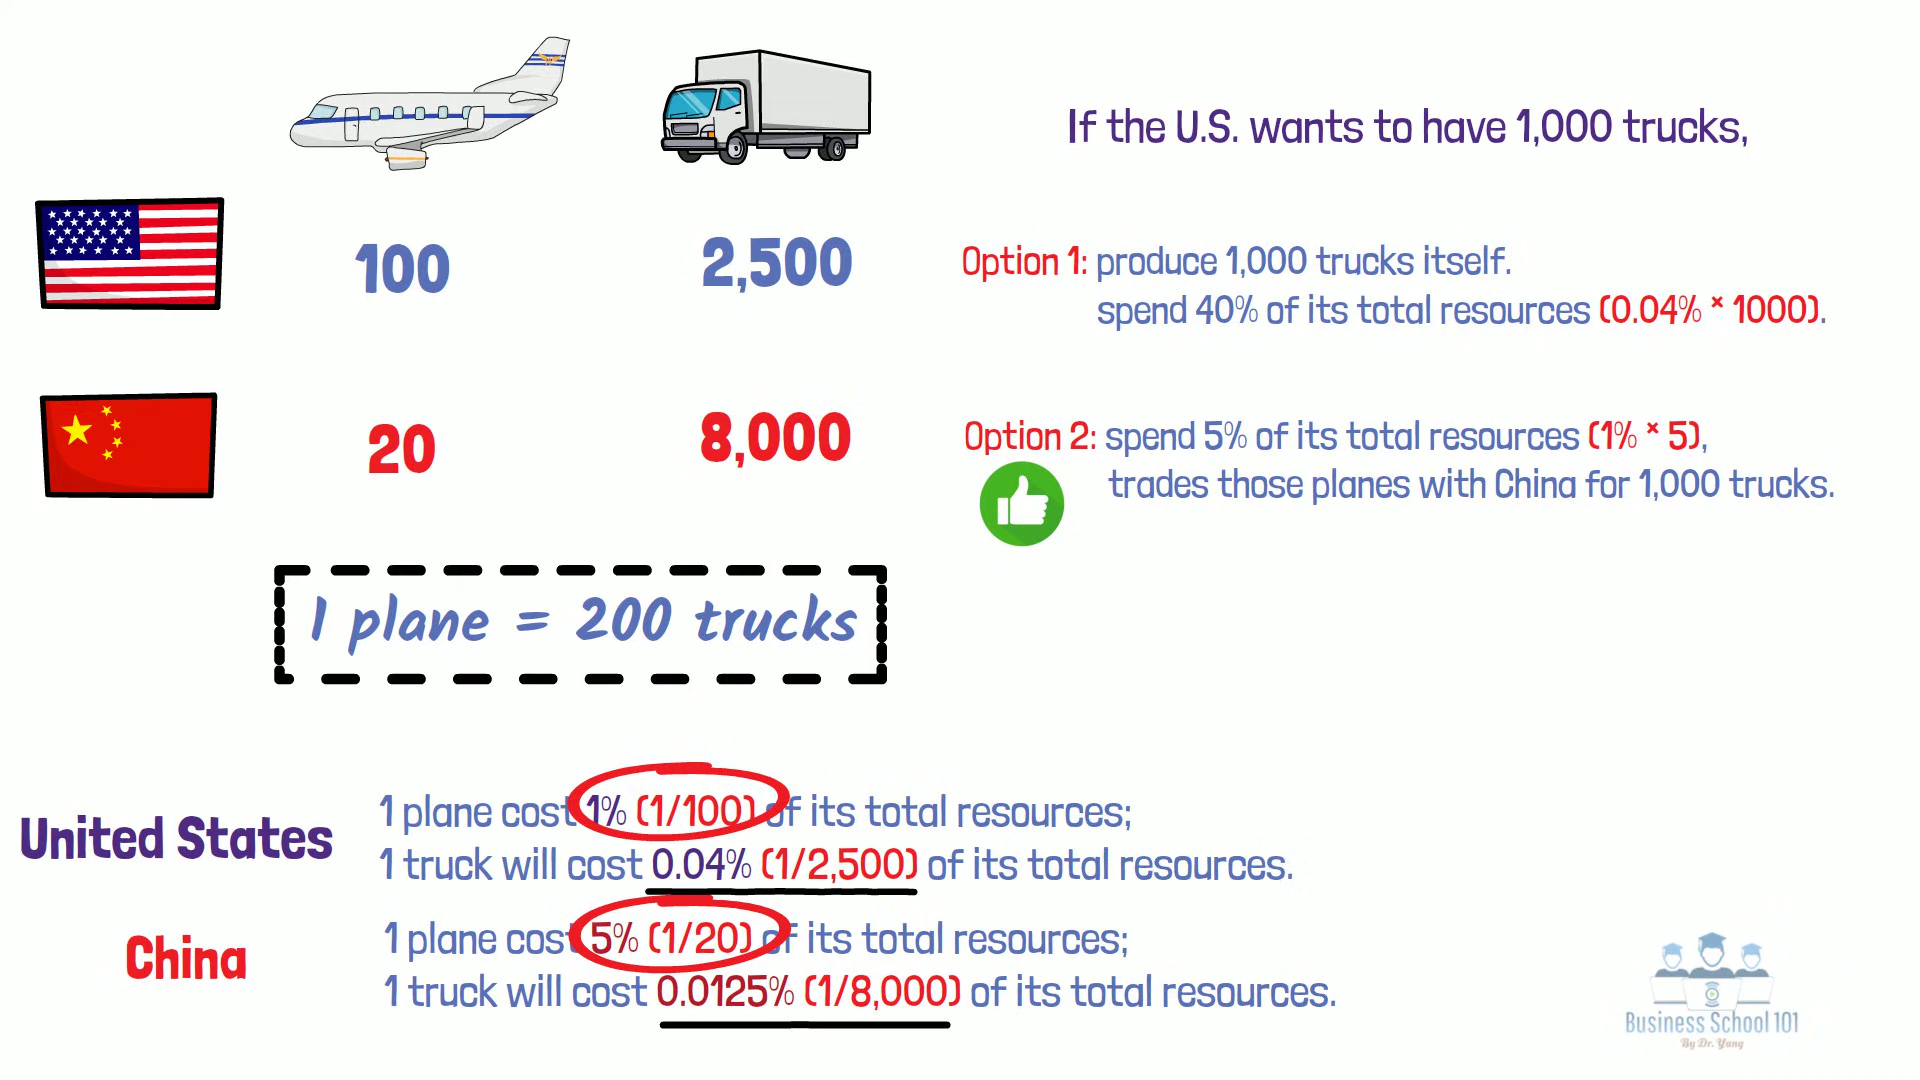 If the U.S. wants to have 1,000 trucks,
100 2,500
Option 1: produce 1,000 trucks itself.
spend 40% of its total resources (0.04% * 1000).
20 8,000
Option 2: spend 5% of its total resources (1% * 5),
trades those planes with China for 1,000 trucks.
1 plane = 200 trucks
United States
1 plane cost 1% (1/100) of its total resources;
1 truck will cost 0.04% (1/2,500) of its total resources.
China
1 plane cost 5% (1/20) of its total resources;
1 truck will cost 0.0125% (1/8,000) of its total resources.
Business School 101
By Dr. Yang